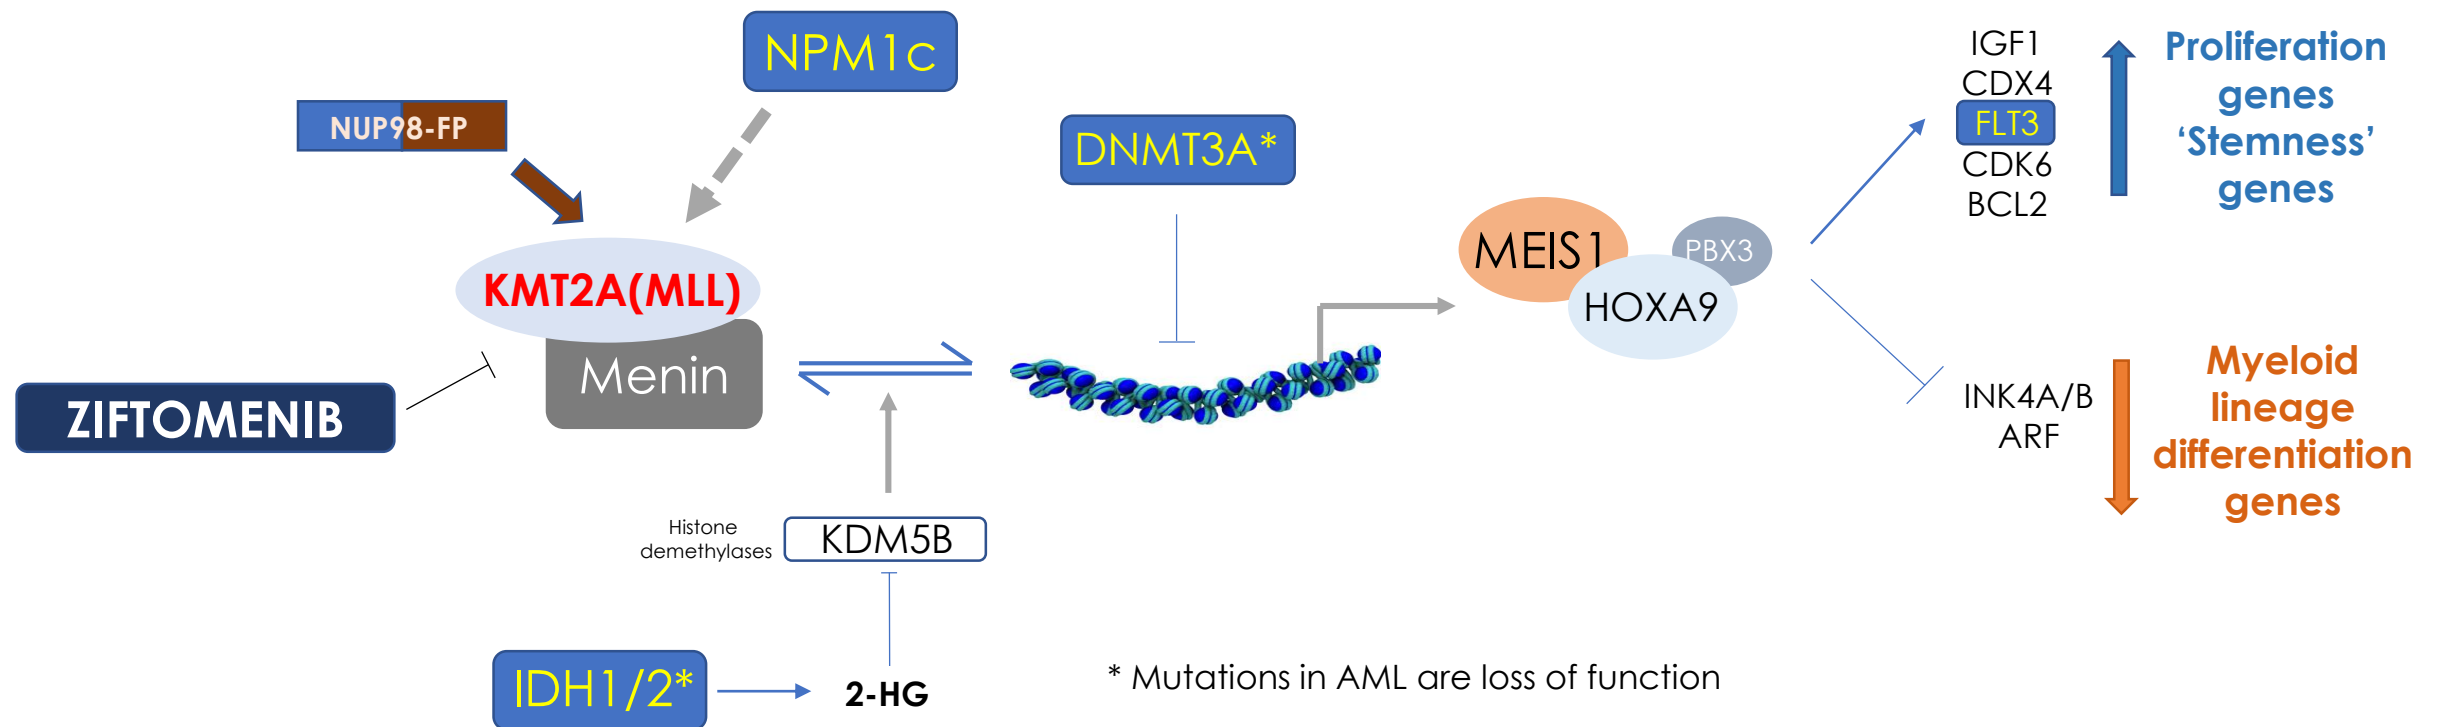 NPM1c
NUP98-FP
DNMT3A*
KMT2A(MLL)
Menin
ZIFTOMENIB
Histone
demethylases
KDM5B
IDH1/2*
2-HG
* Mutations in AML are loss of function
MEIS1
PBX3
HOXA9
IGF1
CDX4
FLT3
CDK6
BCL2
Proliferation
genes
‘Stemness’
genes
INK4A/B
ARF
Myeloid
lineage
differentiation
genes